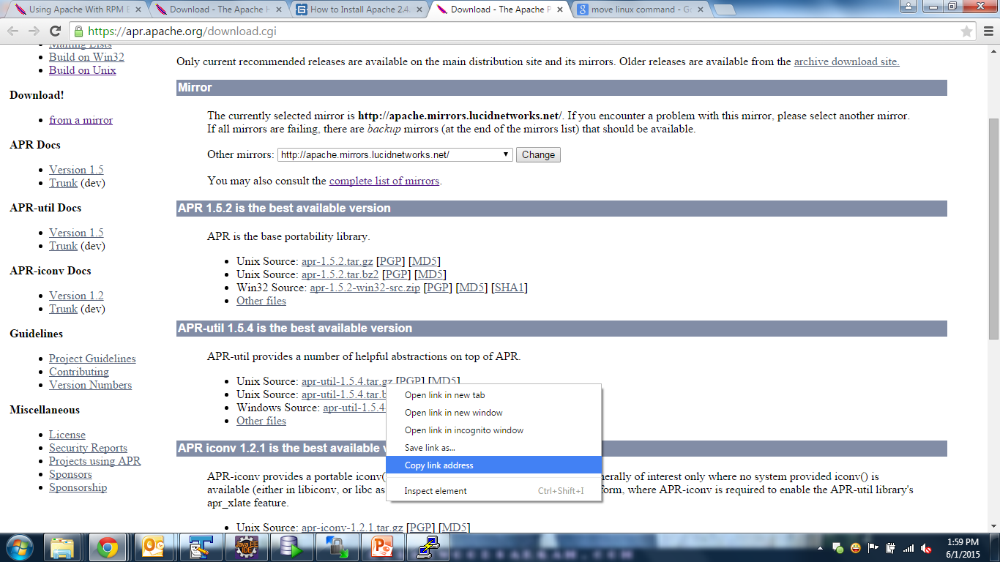 Using Apache With RPM B
Download - The Apache H
How to Install Apache 2.4.
Download - The Apache P
move linux command - Go
https://apr.apache.org/download.cgi
Mailing Lists
Build on Win32
Build on Unix
Download!
from a mirror
APR Docs
Version 1.5
Trunk (dev)
APR-util Docs
Version 1.5
Trunk (dev)
APR-iconv Docs
Version 1.2
Trunk (dev)
Guidelines
Project Guidelines
Contributing
Version Numbers
Miscellaneous
License
Security Reports
Projects using APR
Sponsors
Sponsorship
Only current recommended releases are available on the main distribution site and its mirrors. Older releases are available from the archive download site.
Mirror
The currently selected mirror is http://apache.mirrors.lucidnetworks.net/. If you encounter a problem with this mirror, please select another mirror.
If all mirrors are failing, there are backup mirrors (at the end of the mirrors list) that should be available.
Other mirrors: http://apache.mirrors.lucidnetworks.net/ Change
You may also consult the complete list of mirrors.
APR 1.5.2 is the best available version
APR is the base portability library.
Unix Source: apr-1.5.2.tar.gz [PGP] [MD5]
Unix Source: apr-1.5.2.tar.bz2 [PGP] [MD5]
Win32 Source: apr-1.5.2-win32-src.zip [PGP] [MD5] [SHA1]
Other files
APR-util 1.5.4 is the best available version
APR-util provides a number of helpful abstractions on top of APR.
Unix Source: apr-util-1.5.4.tar.gz [PGP] [MD5]
Unix Source: apr-util-1.5.4.tar.b
Windows Source: apr-util-1.5.4
Other files
Open link in new tab
Open link in new window
Open link in incognito window
Save link as...
Copy link address
Inspect element Ctrl+Shift+I
APR iconv 1.2.1 is the best available v
APR-iconv provides a portable iconv( nerally of interest only where no system provided iconv() is
available (either in libiconv, or libc as form, where APR-iconv is required to enable the APR-util library's
apr_xlate feature.
Unix Source: apr-iconv-1.2.1.tar.gz [PGP] [MD5]
Java EE
IDE
1:59 PM
6/1/2015